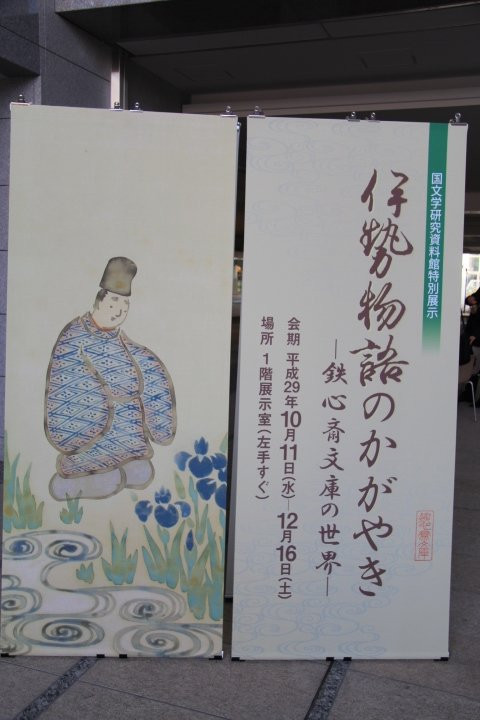 国文学研究資料館特別展示
伊勢物語のかがやき
―鉄心斎文庫の世界―
会期 平成29年10月11日(水)―12月16日(土)
場所 1階展示室(左手すぐ)